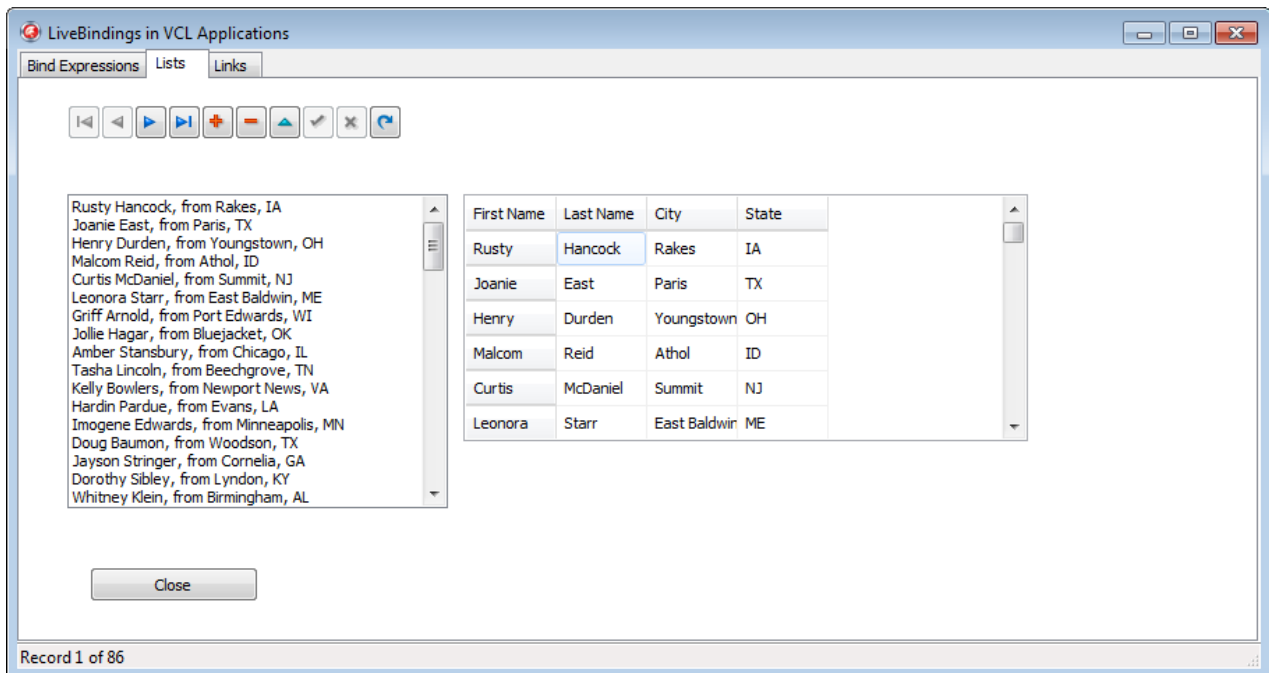 LiveBindings in VCL Applications
Bind Expressions Lists Links
Rusty Hancock, from Rakes, IA
Joanie East, from Paris, TX
Henry Durden, from Youngstown, OH
Malcom Reid, from Athol, ID
Curtis McDaniel, from Summit, NJ
Leonora Starr, from East Baldwin, ME
Griff Arnold, from Port Edwards, WI
Jollie Hagar, from Bluejacket, OK
Amber Stansbury, from Chicago, IL
Tasha Lincoln, from Beechgrove, TN
Kelly Bowlers, from Newport News, VA
Hardin Pardue, from Evans, LA
Imogene Edwards, from Minneapolis, MN
Doug Baumon, from Woodson, TX
Jayson Stringer, from Cornelia, GA
Dorothy Sibley, from Lyndon, KY
Whitney Klein, from Birmingham, AL
First Name Last Name City State
Rusty Hancock Rakes IA
Joanie East Paris TX
Henry Durden Youngstown OH
Malcom Reid Athol ID
Curtis McDaniel Summit NJ
Leonora Starr East Baldwin ME
Close
Record 1 of 86